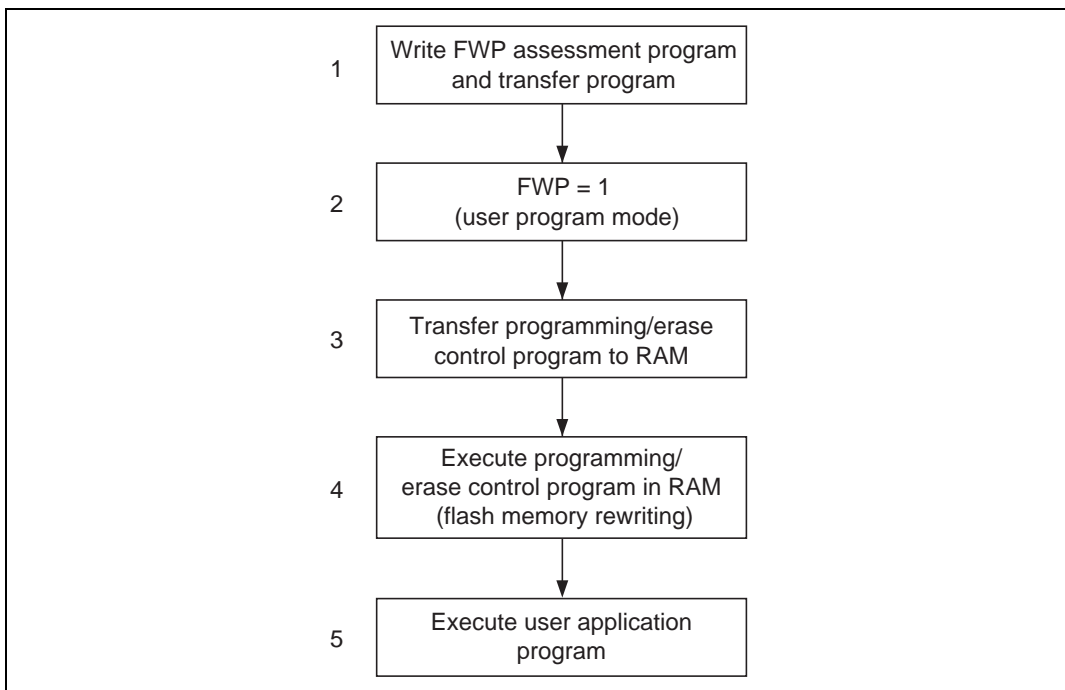 1
Write FWP assessment program
and transfer program
2
FWP = 1
(user program mode)
3
Transfer programming/erase
control program to RAM
4
Execute programming/
erase control program in RAM
(flash memory rewriting)
5
Execute user application
program